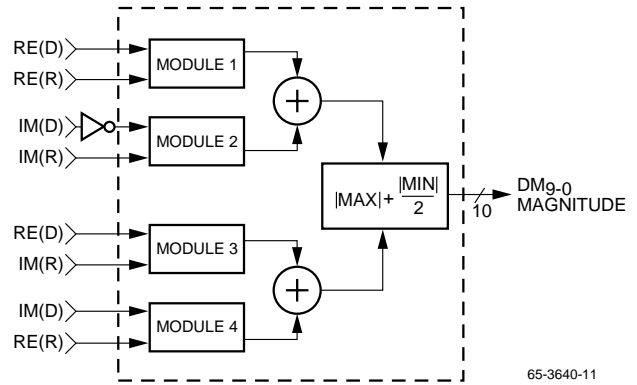 RE(D)
RE(R)
MODULE 1
IM(D)
IM(R)
MODULE 2
+
|MAX| + |MIN|
2
10
DM9-0
MAGNITUDE
RE(D)
IM(R)
MODULE 3
+
IM(D)
RE(R)
MODULE 4
65-3640-11